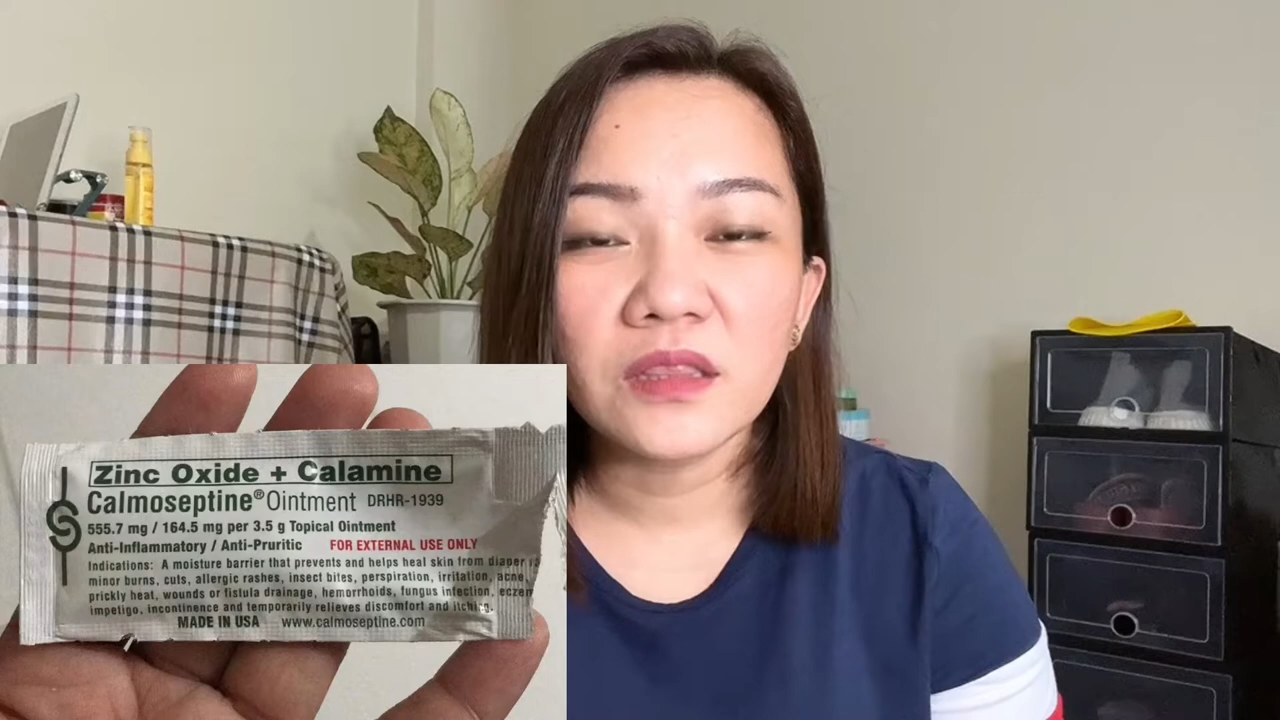 Zinc Oxide + Calamine
Calmoseptine® Ointment DRHR-1939
555.7 mg / 164.5 mg per 3.5 g Topical Ointment
Anti-Inflammatory / Anti-Pruritic FOR EXTERNAL USE ONLY
Indications: A moisture barrier that prevents and helps heal skin from diaper
minor burns, cuts, allergic rashes, insect bites, perspiration, irritation, acne,
prickly heat, wounds or fistula drainage, hemorrhoids, fungus infection,
impetigo, incontinence and temporarily relieves discomfort and itching.
MADE IN USA www.calmoseptine.com